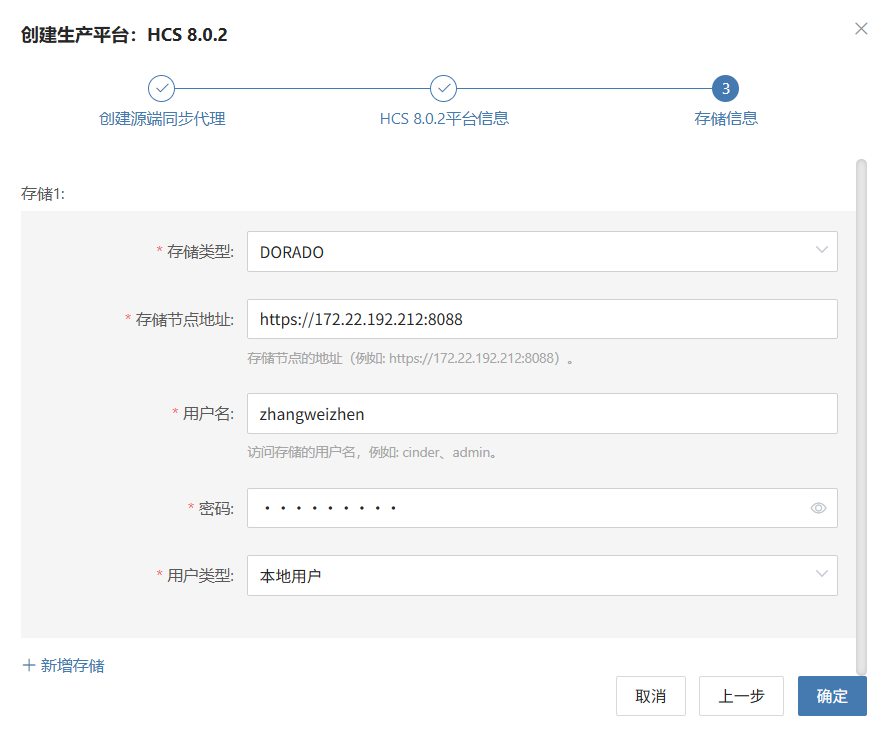 创建生产平台：HCS 8.0.2
3
创建源端同步代理 HCS 8.0.2平台信息 存储信息
存储1:
* 存储类型: DORADO
* 存储节点地址: https://172.22.192.212:8088
存储节点的地址（例如: https://172.22.192.212:8088）。
* 用户名: zhangweizhen
访问存储的用户名，例如: cinder、admin。
* 密码: ·········
* 用户类型: 本地用户
+ 新增存储
取消 上一步 确定